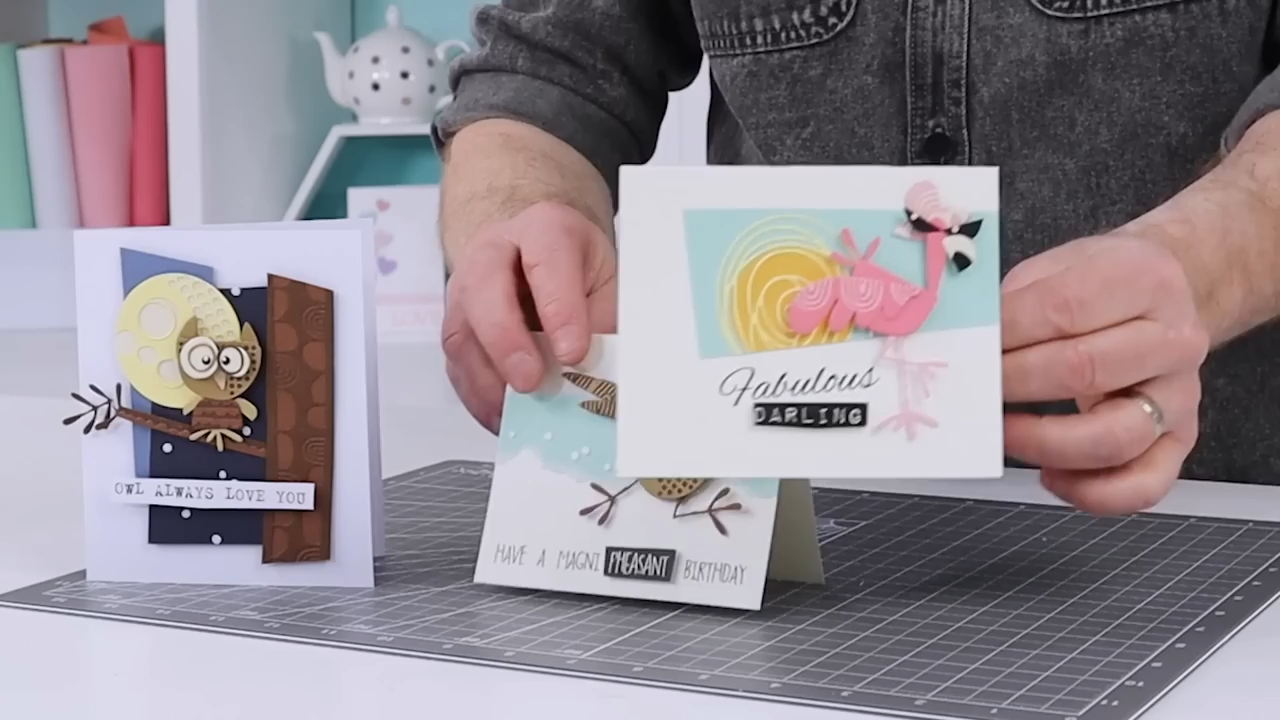 OWL ALWAYS LOVE YOU
Fabulous
DARLING
HAVE A MAGNI PHEASANT BIRTHDAY